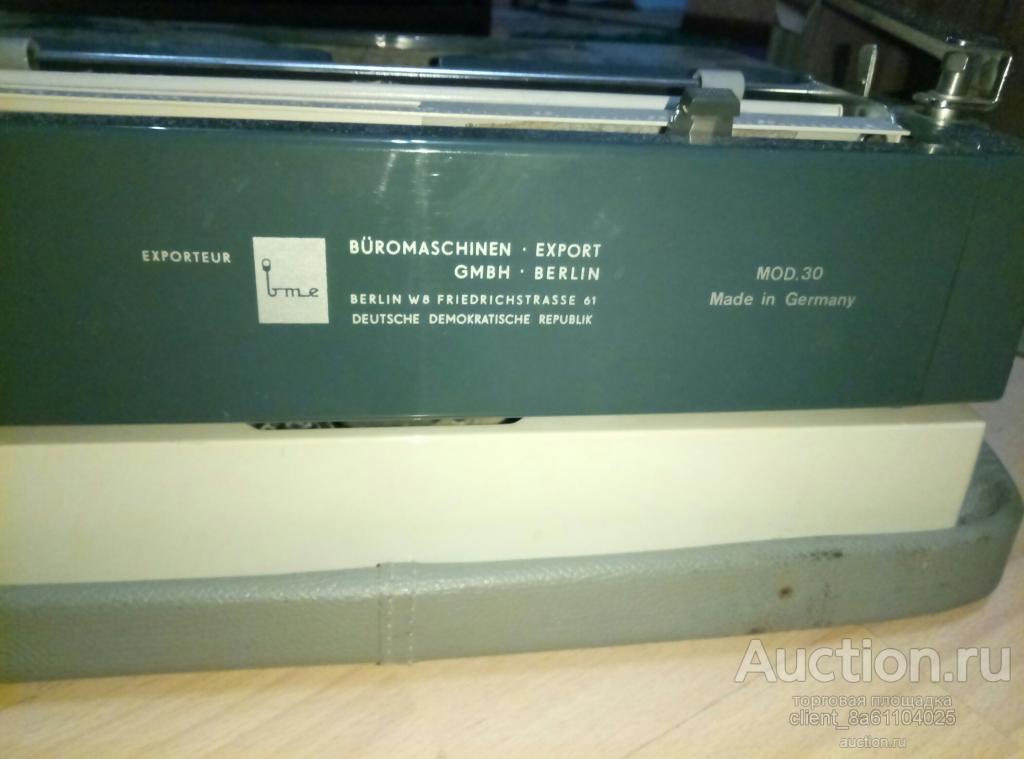 EXPORTEUR
bme
BÜROMASCHINEN · EXPORT
GMBH · BERLIN
BERLIN W8 FRIEDRICHSTRASSE 61
DEUTSCHE DEMOKRATISCHE REPUBLIK
MOD.30
Made in Germany
Auction.ru
торговая площадка
client_8a61104025
auction.ru